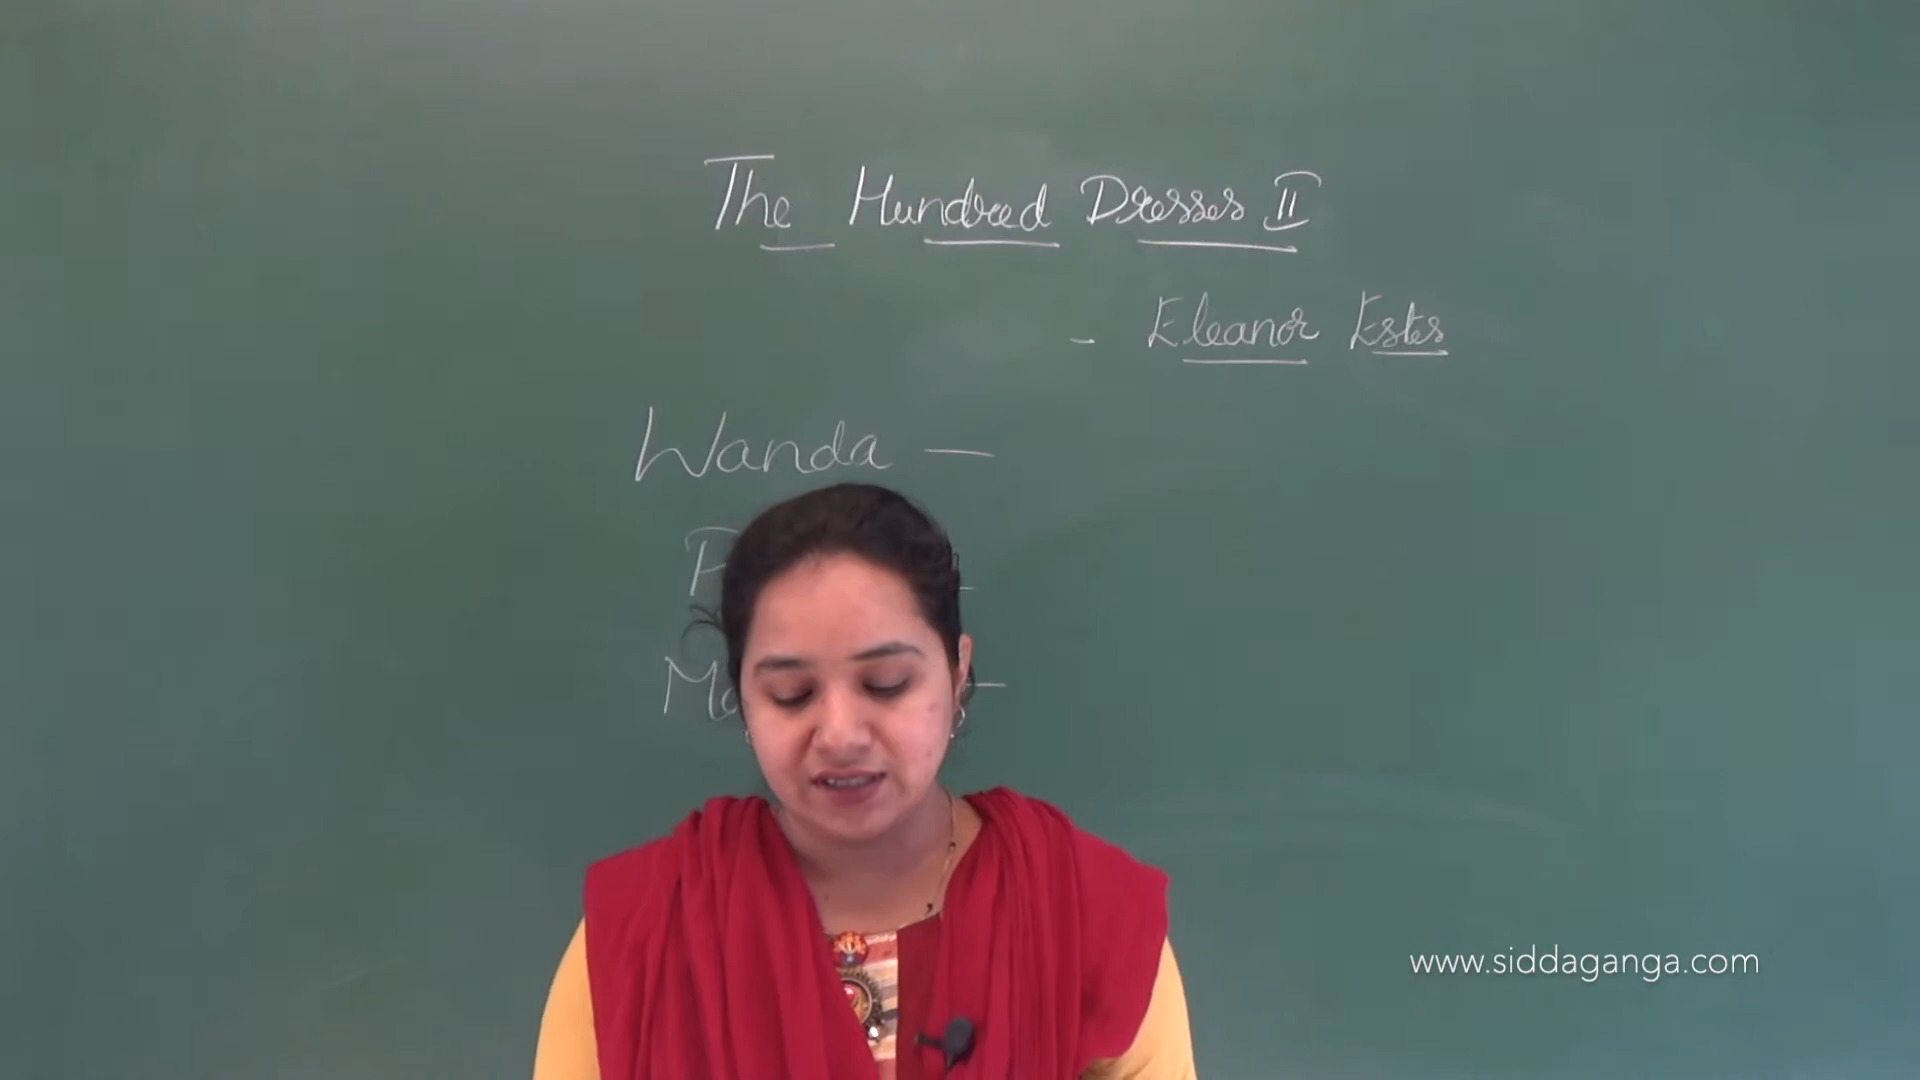 The Hundred Dresses II
- Eleanor Estes
Wanda —
www.siddaganga.com